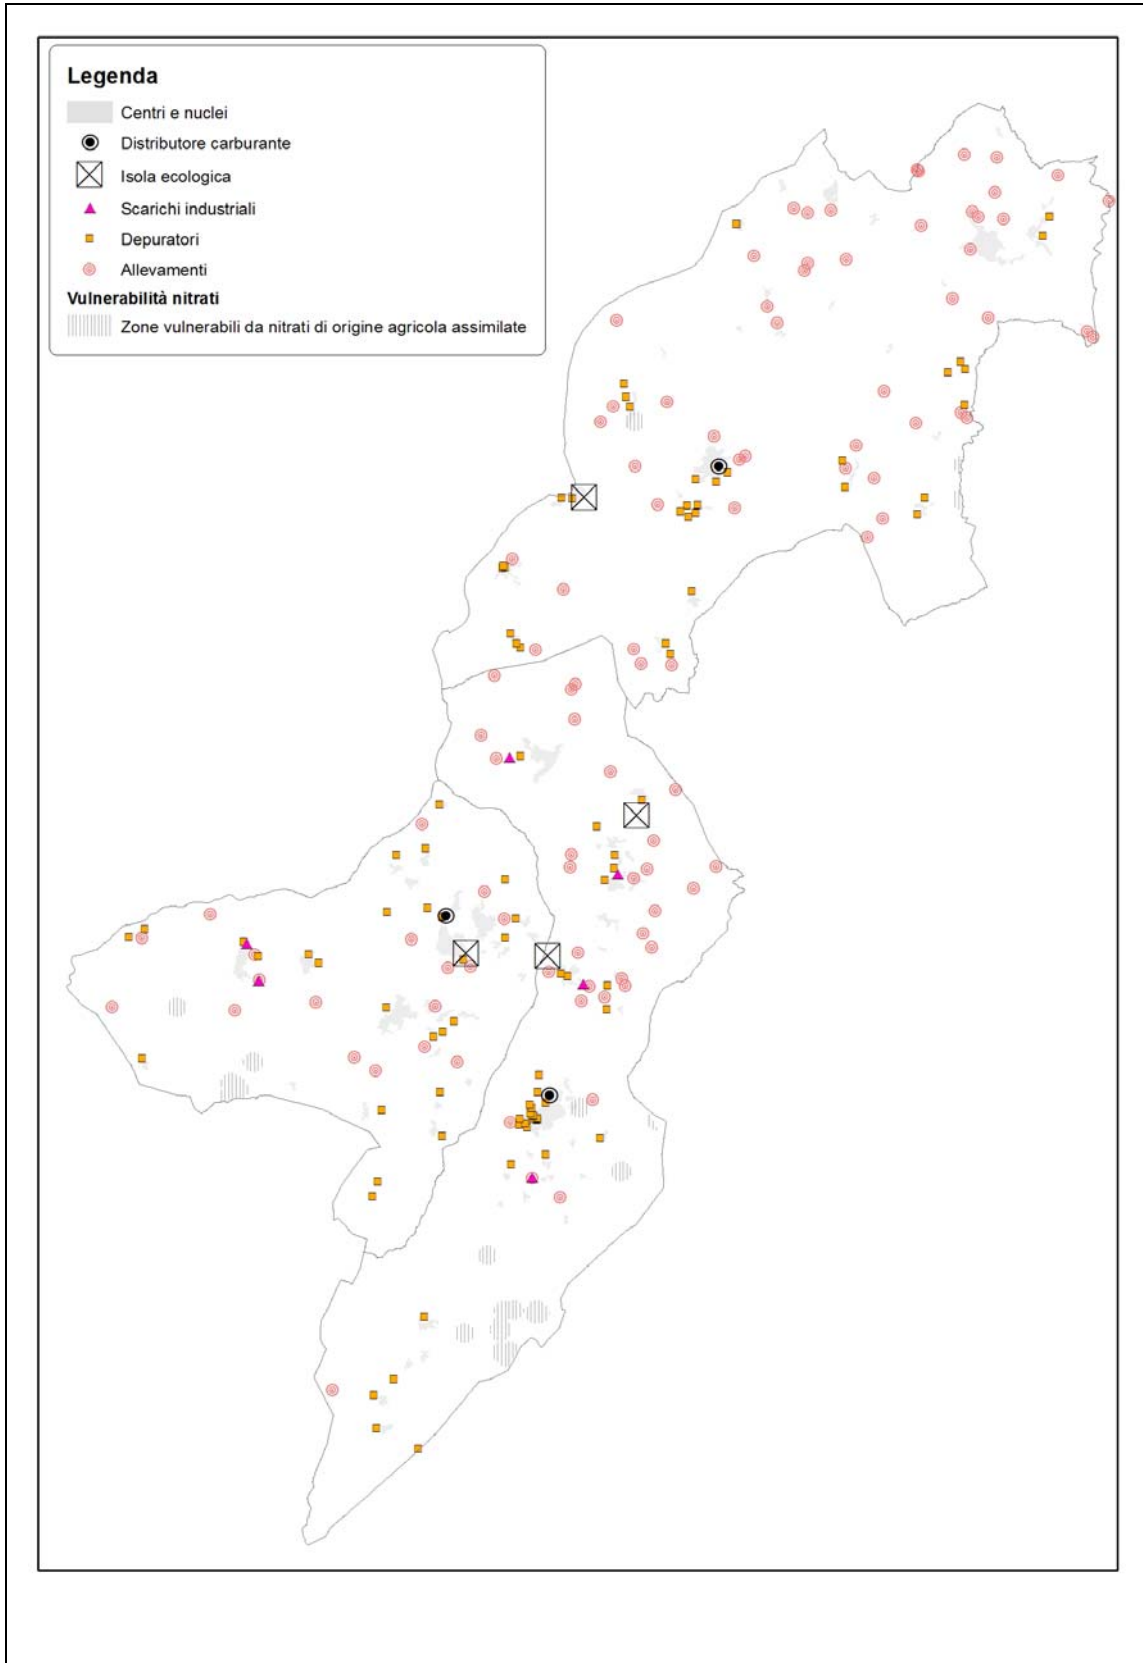 Legenda
Centri e nuclei
Distributore carburante
Isola ecologica
Scarichi industriali
Depuratori
Allevamenti
Vulnerabilità nitrati
Zone vulnerabili da nitrati di origine agricola assimilate